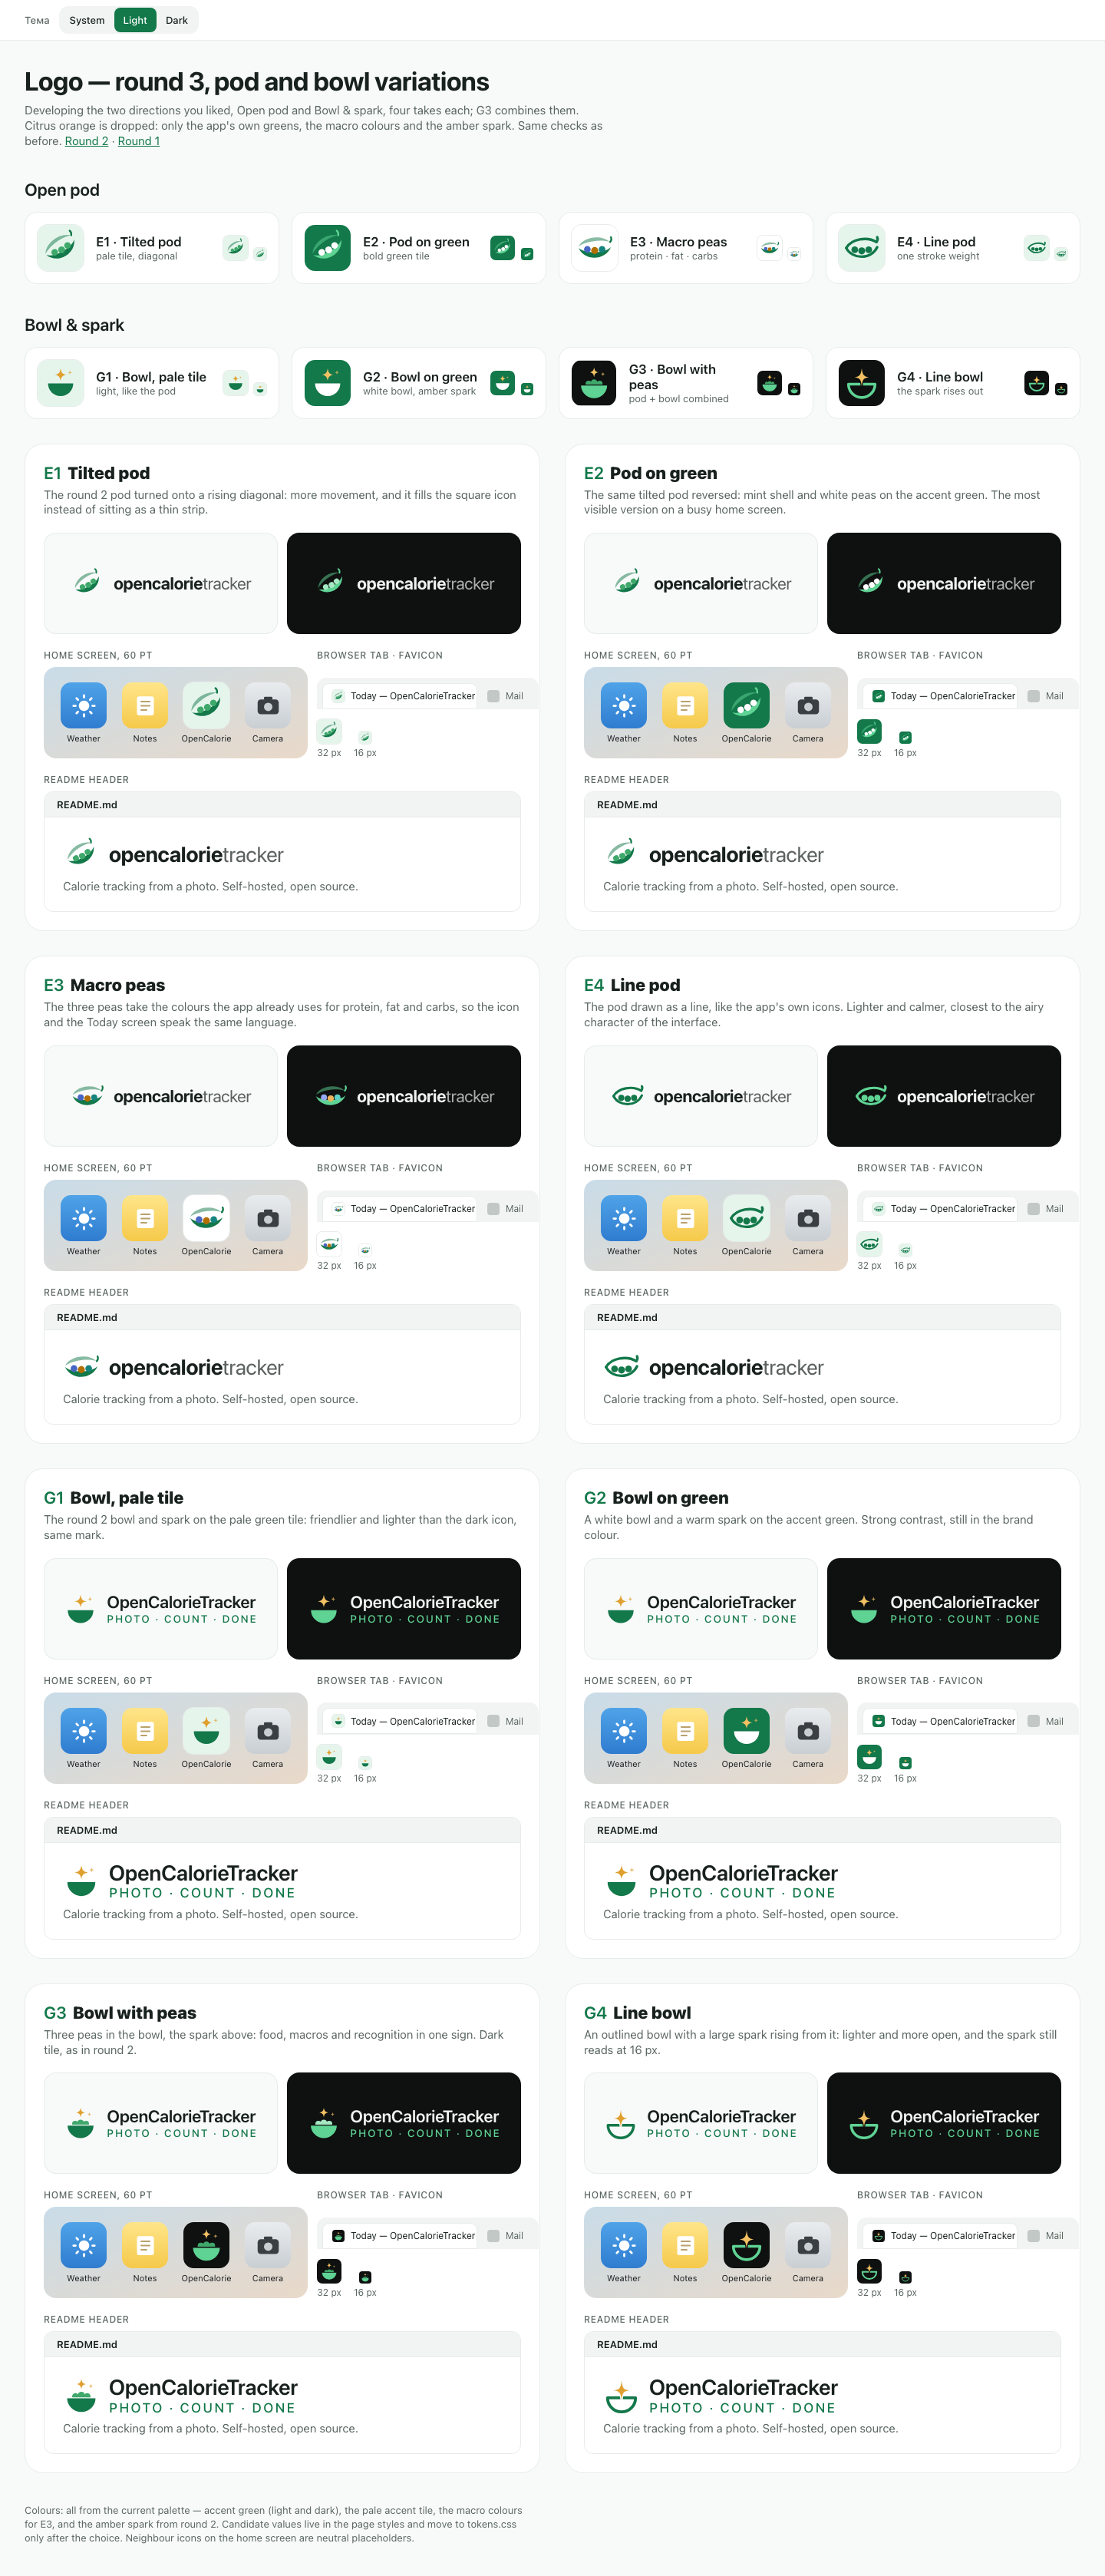 Тема System Light Dark
Logo — round 3, pod and bowl variations
Developing the two directions you liked, Open pod and Bowl & spark, four takes each; G3 combines them.
Citrus orange is dropped: only the app's own greens, the macro colours and the amber spark. Same checks as
before. Round 2 · Round 1
Open pod
E1 · Tilted pod
pale tile, diagonal
E2 · Pod on green
bold green tile
E3 · Macro peas
protein · fat · carbs
E4 · Line pod
one stroke weight
Bowl & spark
G1 · Bowl, pale tile
light, like the pod
G2 · Bowl on green
white bowl, amber spark
G3 · Bowl with
peas
pod + bowl combined
G4 · Line bowl
the spark rises out
E1 Tilted pod
The round 2 pod turned onto a rising diagonal: more movement, and it fills the square icon
instead of sitting as a thin strip.
opencalorietracker
opencalorietracker
HOME SCREEN, 60 PT
BROWSER TAB · FAVICON
Weather
Notes
OpenCalorie
Camera
Today — OpenCalorieTracker
Mail
32 px
16 px
README HEADER
README.md
opencalorietracker
Calorie tracking from a photo. Self-hosted, open source.
E2 Pod on green
The same tilted pod reversed: mint shell and white peas on the accent green. The most
visible version on a busy home screen.
opencalorietracker
opencalorietracker
HOME SCREEN, 60 PT
BROWSER TAB · FAVICON
Weather
Notes
OpenCalorie
Camera
Today — OpenCalorieTracker
Mail
32 px
16 px
README HEADER
README.md
opencalorietracker
Calorie tracking from a photo. Self-hosted, open source.
E3 Macro peas
The three peas take the colours the app already uses for protein, fat and carbs, so the icon
and the Today screen speak the same language.
opencalorietracker
opencalorietracker
HOME SCREEN, 60 PT
BROWSER TAB · FAVICON
Weather
Notes
OpenCalorie
Camera
Today — OpenCalorieTracker
Mail
32 px
16 px
README HEADER
README.md
opencalorietracker
Calorie tracking from a photo. Self-hosted, open source.
E4 Line pod
The pod drawn as a line, like the app's own icons. Lighter and calmer, closest to the airy
character of the interface.
opencalorietracker
opencalorietracker
HOME SCREEN, 60 PT
BROWSER TAB · FAVICON
Weather
Notes
OpenCalorie
Camera
Today — OpenCalorieTracker
Mail
32 px
16 px
README HEADER
README.md
opencalorietracker
Calorie tracking from a photo. Self-hosted, open source.
G1 Bowl, pale tile
The round 2 bowl and spark on the pale green tile: friendlier and lighter than the dark icon,
same mark.
OpenCalorieTracker
PHOTO · COUNT · DONE
OpenCalorieTracker
PHOTO · COUNT · DONE
HOME SCREEN, 60 PT
BROWSER TAB · FAVICON
Weather
Notes
OpenCalorie
Camera
Today — OpenCalorieTracker
Mail
32 px
16 px
README HEADER
README.md
OpenCalorieTracker
PHOTO · COUNT · DONE
Calorie tracking from a photo. Self-hosted, open source.
G2 Bowl on green
A white bowl and a warm spark on the accent green. Strong contrast, still in the brand
colour.
OpenCalorieTracker
PHOTO · COUNT · DONE
OpenCalorieTracker
PHOTO · COUNT · DONE
HOME SCREEN, 60 PT
BROWSER TAB · FAVICON
Weather
Notes
OpenCalorie
Camera
Today — OpenCalorieTracker
Mail
32 px
16 px
README HEADER
README.md
OpenCalorieTracker
PHOTO · COUNT · DONE
Calorie tracking from a photo. Self-hosted, open source.
G3 Bowl with peas
Three peas in the bowl, the spark above: food, macros and recognition in one sign. Dark
tile, as in round 2.
OpenCalorieTracker
PHOTO · COUNT · DONE
OpenCalorieTracker
PHOTO · COUNT · DONE
HOME SCREEN, 60 PT
BROWSER TAB · FAVICON
Weather
Notes
OpenCalorie
Camera
Today — OpenCalorieTracker
Mail
32 px
16 px
README HEADER
README.md
OpenCalorieTracker
PHOTO · COUNT · DONE
Calorie tracking from a photo. Self-hosted, open source.
G4 Line bowl
An outlined bowl with a large spark rising from it: lighter and more open, and the spark still
reads at 16 px.
OpenCalorieTracker
PHOTO · COUNT · DONE
OpenCalorieTracker
PHOTO · COUNT · DONE
HOME SCREEN, 60 PT
BROWSER TAB · FAVICON
Weather
Notes
OpenCalorie
Camera
Today — OpenCalorieTracker
Mail
32 px
16 px
README HEADER
README.md
OpenCalorieTracker
PHOTO · COUNT · DONE
Calorie tracking from a photo. Self-hosted, open source.
Colours: all from the current palette — accent green (light and dark), the pale accent tile, the macro colours
for E3, and the amber spark from round 2. Candidate values live in the page styles and move to tokens.css
only after the choice. Neighbour icons on the home screen are neutral placeholders.